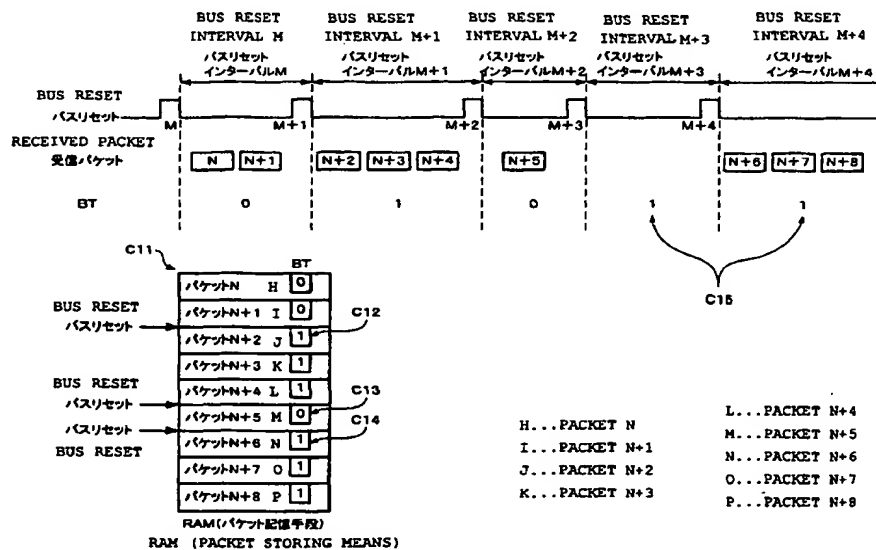 BUS RESET INTERVAL M
BUS RESET INTERVAL M+1
BUS RESET INTERVAL M+2
BUS RESET INTERVAL M+3
BUS RESET INTERVAL M+4
バスリセット インターバルM
バスリセット インターバルM+1
バスリセット インターバルM+2
バスリセット インターバルM+3
バスリセット インターバルM+4
BUS RESET
バスリセット
M
M+1
M+2
M+3
M+4
RECEIVED PACKET
受信パケット
N
N+1
N+2
N+3
N+4
N+5
N+6
N+7
N+8
BT 0 1 0 1 1
C15
C11
BT
パケットN H 0
パケットN+1 I 0
BUS RESET
バスリセット
C12
パケットN+2 J 1
パケットN+3 K 1
パケットN+4 L 1
BUS RESET
バスリセット
C13
パケットN+5 M 0
バスリセット
BUS RESET
C14
パケットN+6 N 1
パケットN+7 O 1
パケットN+8 P 1
RAM(パケット記憶手段)
RAM (PACKET STORING MEANS)
H...PACKET N
I...PACKET N+1
J...PACKET N+2
K...PACKET N+3
L...PACKET N+4
M...PACKET N+5
N...PACKET N+6
O...PACKET N+7
P...PACKET N+8